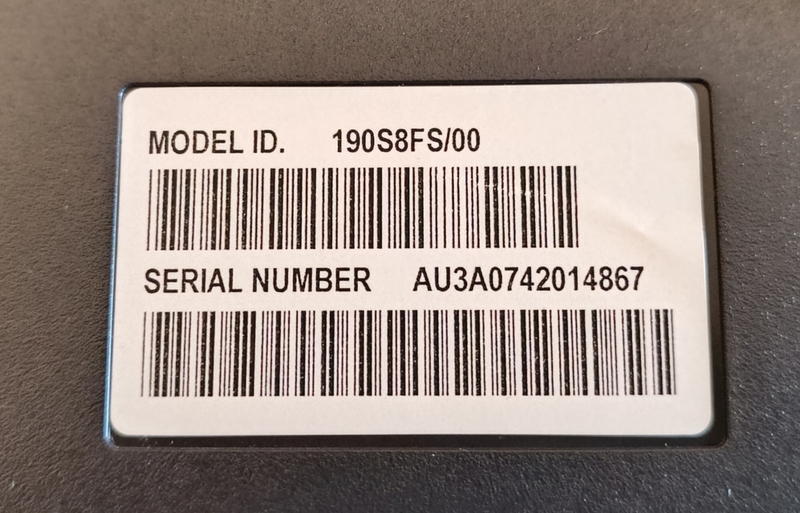 MODEL ID. 190S8FS/00
SERIAL NUMBER AU3A0742014867